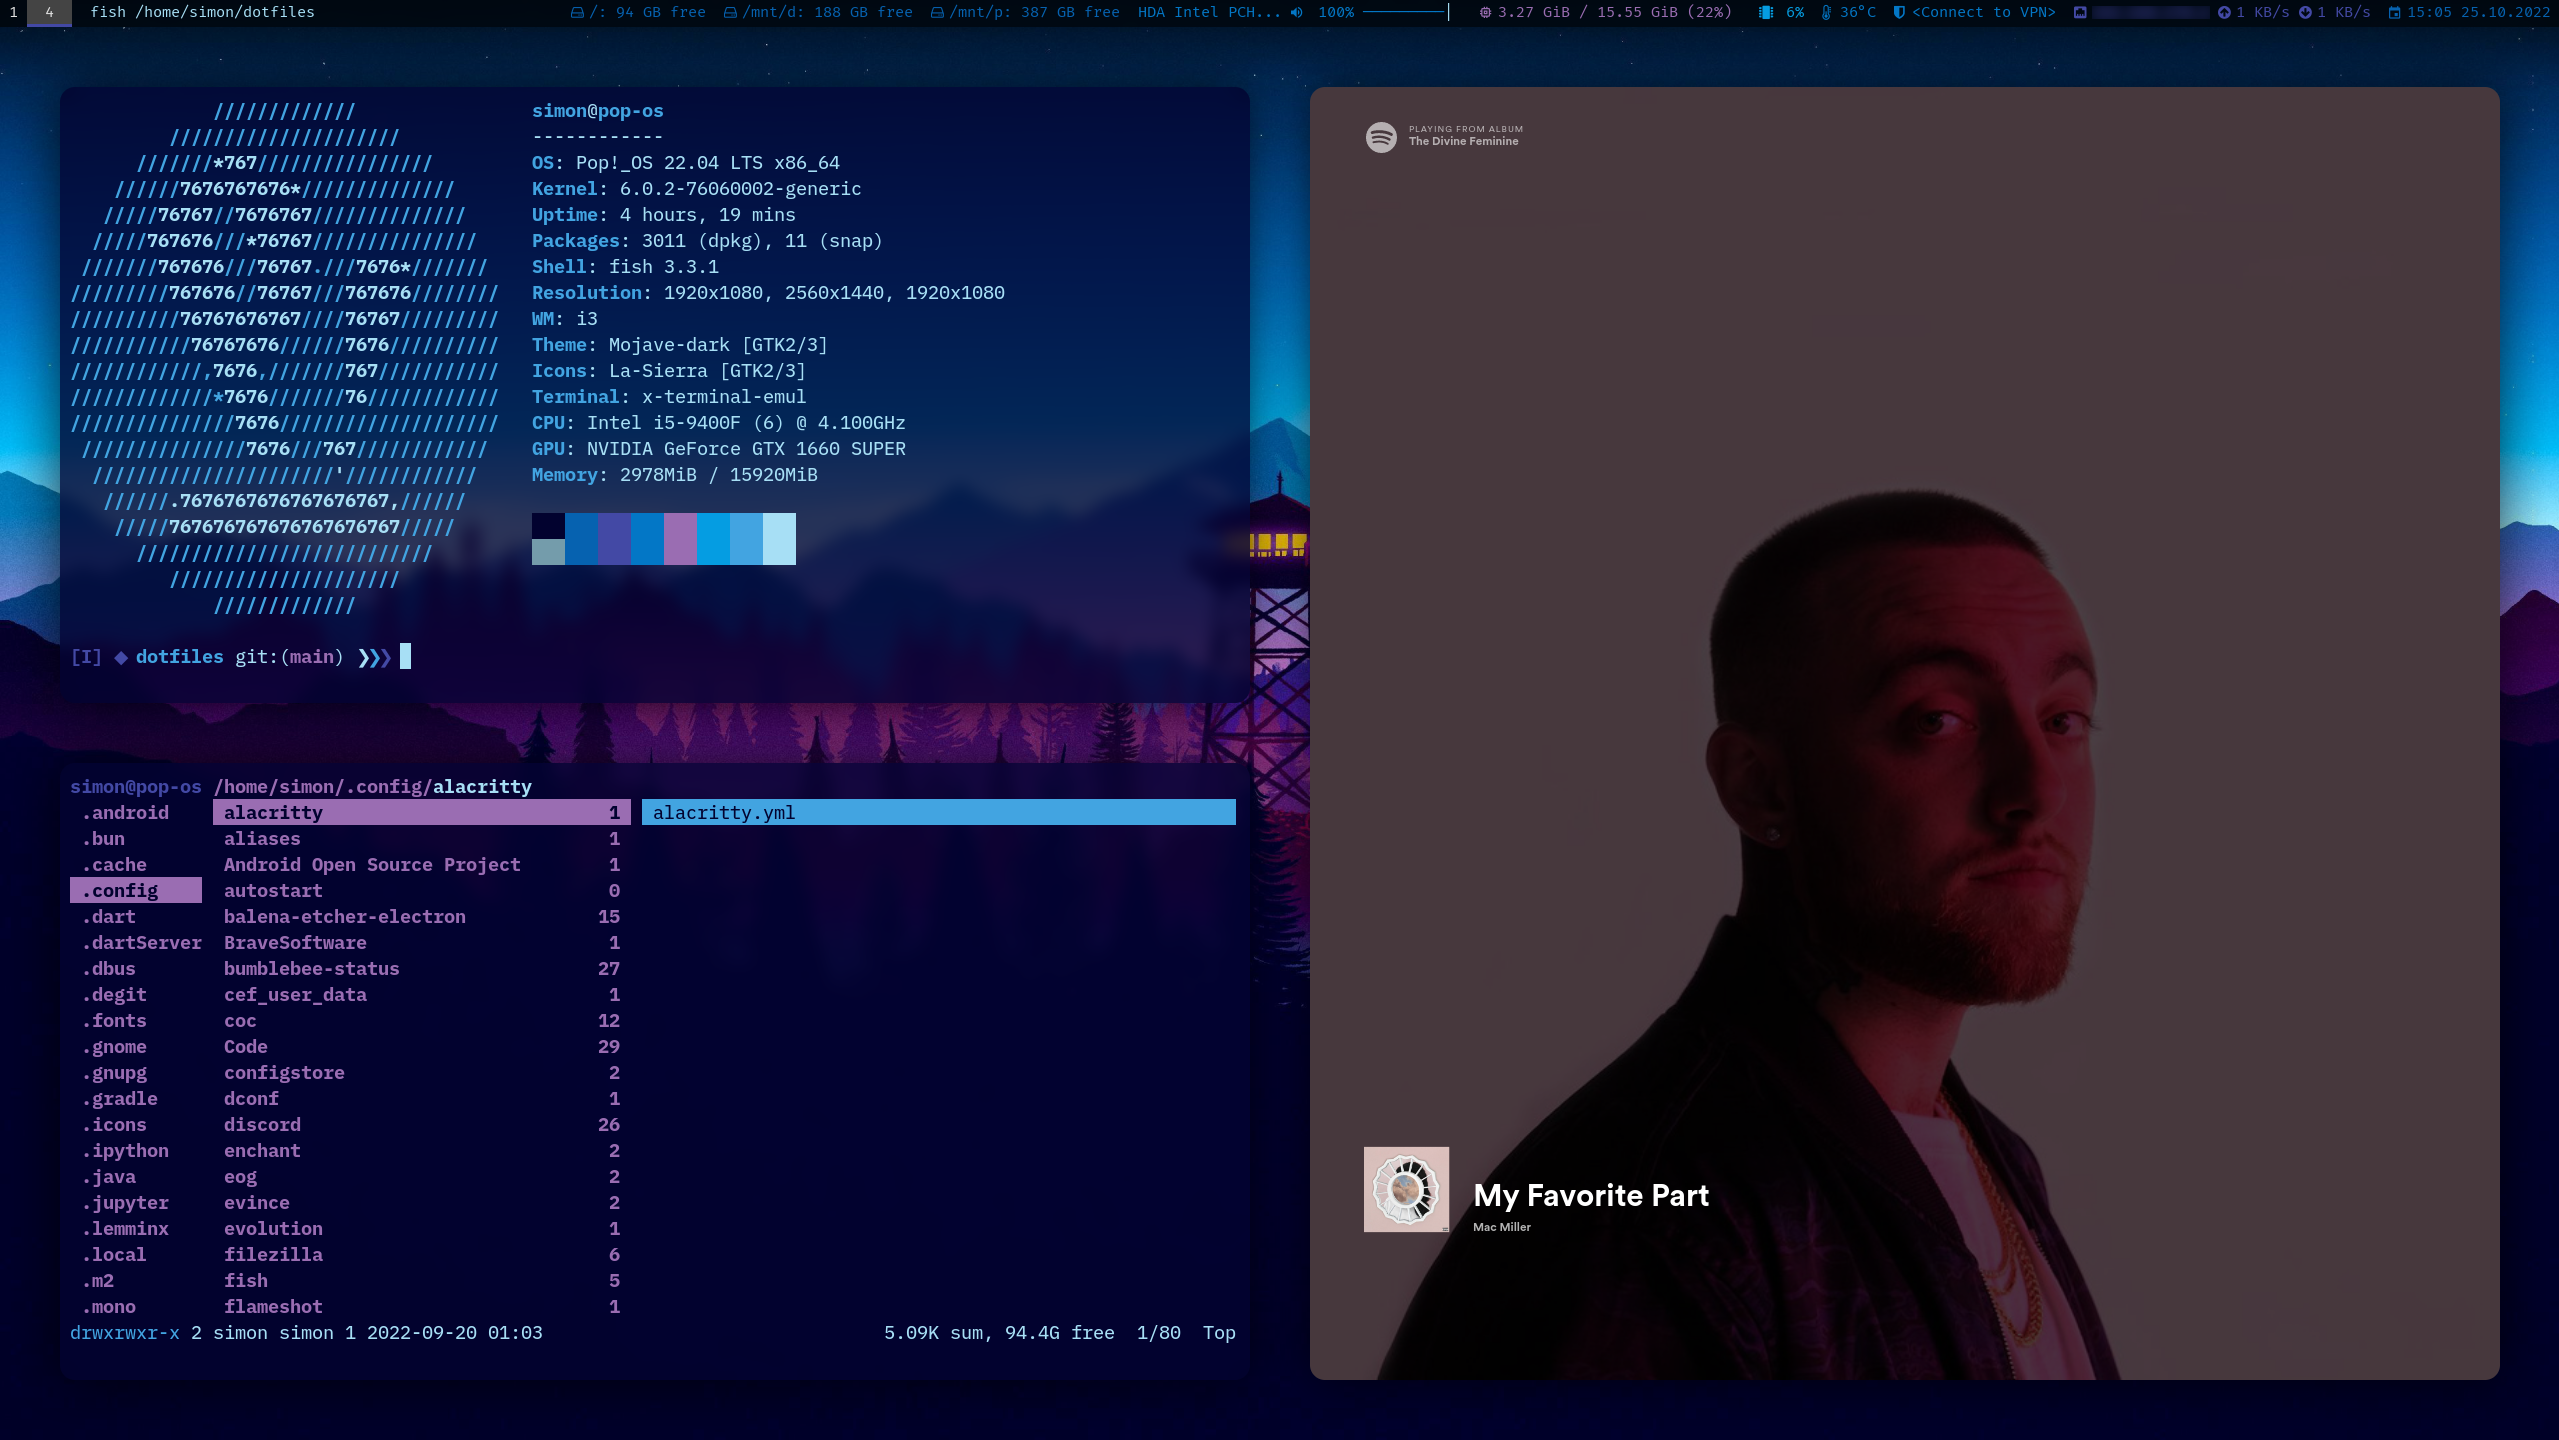 1 4 fish /home/simon/dotfiles /: 94 GB free /mnt/d: 188 GB free /mnt/p: 387 GB free HDA Intel PCH... 100% 3.27 GiB / 15.55 GiB (22%) 6% 36°C <Connect to VPN> 1 KB/s 1 KB/s 15:05 25.10.2022
/////////////
/////////////////////
///////*767////////////////
//////7676767676*//////////////
/////76767//7676767//////////////
/////767676///*76767///////////////
///////767676///76767.///7676*///////
/////////767676//76767///767676////////
//////////76767676767////76767/////////
///////////76767676//////7676//////////
////////////,7676,///////767///////////
/////////////*7676///////76////////////
///////////////7676////////////////////
///////////////7676///767////////////
//////////////////////'////////////
//////.7676767676767676767,//////
/////767676767676767676767/////
///////////////////////////
/////////////////////
/////////////
simon@pop-os
------------
OS: Pop!_OS 22.04 LTS x86_64
Kernel: 6.0.2-76060002-generic
Uptime: 4 hours, 19 mins
Packages: 3011 (dpkg), 11 (snap)
Shell: fish 3.3.1
Resolution: 1920x1080, 2560x1440, 1920x1080
WM: i3
Theme: Mojave-dark [GTK2/3]
Icons: La-Sierra [GTK2/3]
Terminal: x-terminal-emul
CPU: Intel i5-9400F (6) @ 4.100GHz
GPU: NVIDIA GeForce GTX 1660 SUPER
Memory: 2978MiB / 15920MiB
[I] ◆ dotfiles git:(main) ❯❯❯
simon@pop-os /home/simon/.config/alacritty
.android alacritty 1 alacritty.yml
.bun aliases 1
.cache Android Open Source Project 1
.config autostart 0
.dart balena-etcher-electron 15
.dartServer BraveSoftware 1
.dbus bumblebee-status 27
.degit cef_user_data 1
.fonts coc 12
.gnome Code 29
.gnupg configstore 2
.gradle dconf 1
.icons discord 26
.ipython enchant 2
.java eog 2
.jupyter evince 2
.lemminx evolution 1
.local filezilla 6
.m2 fish 5
.mono flameshot 1
drwxrwxr-x 2 simon simon 1 2022-09-20 01:03 5.09K sum, 94.4G free 1/80 Top
PLAYING FROM ALBUM
The Divine Feminine
My Favorite Part
Mac Miller